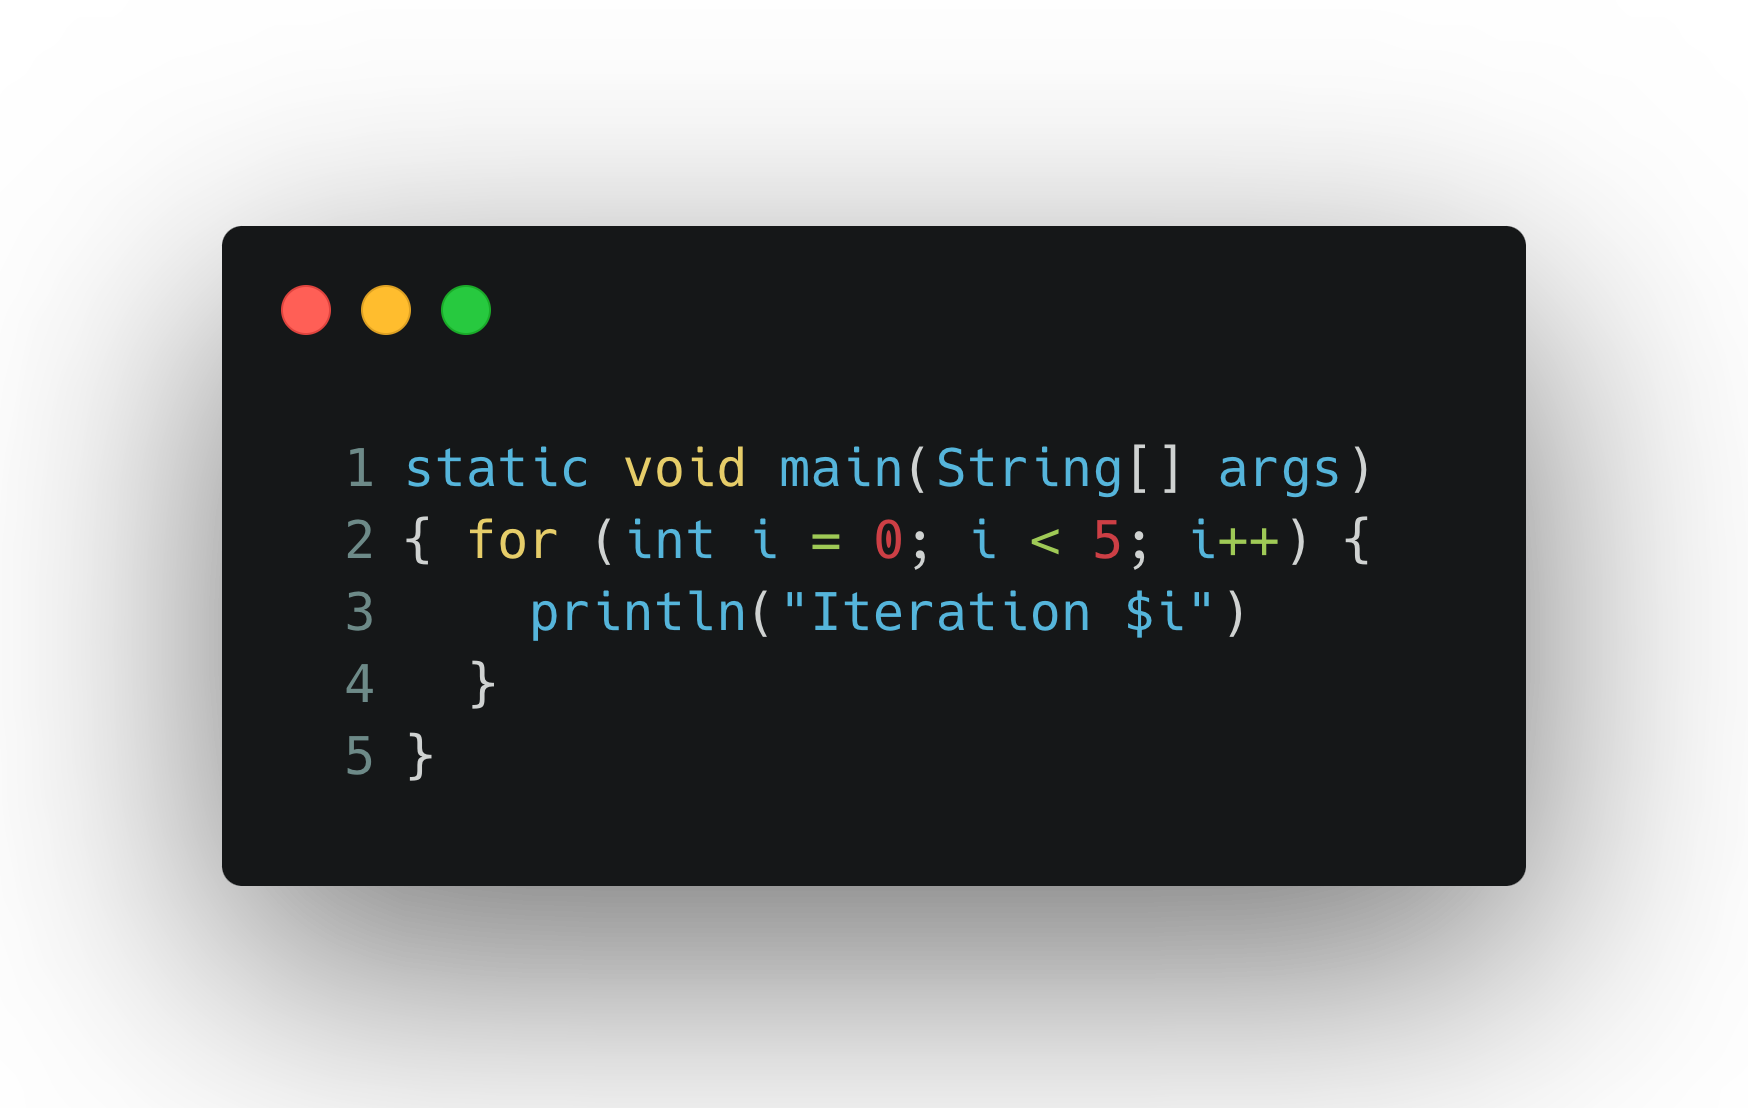 1 static void main(String[] args)
2 { for (int i = 0; i < 5; i++) {
3     println("Iteration $i")
4   }
5 }